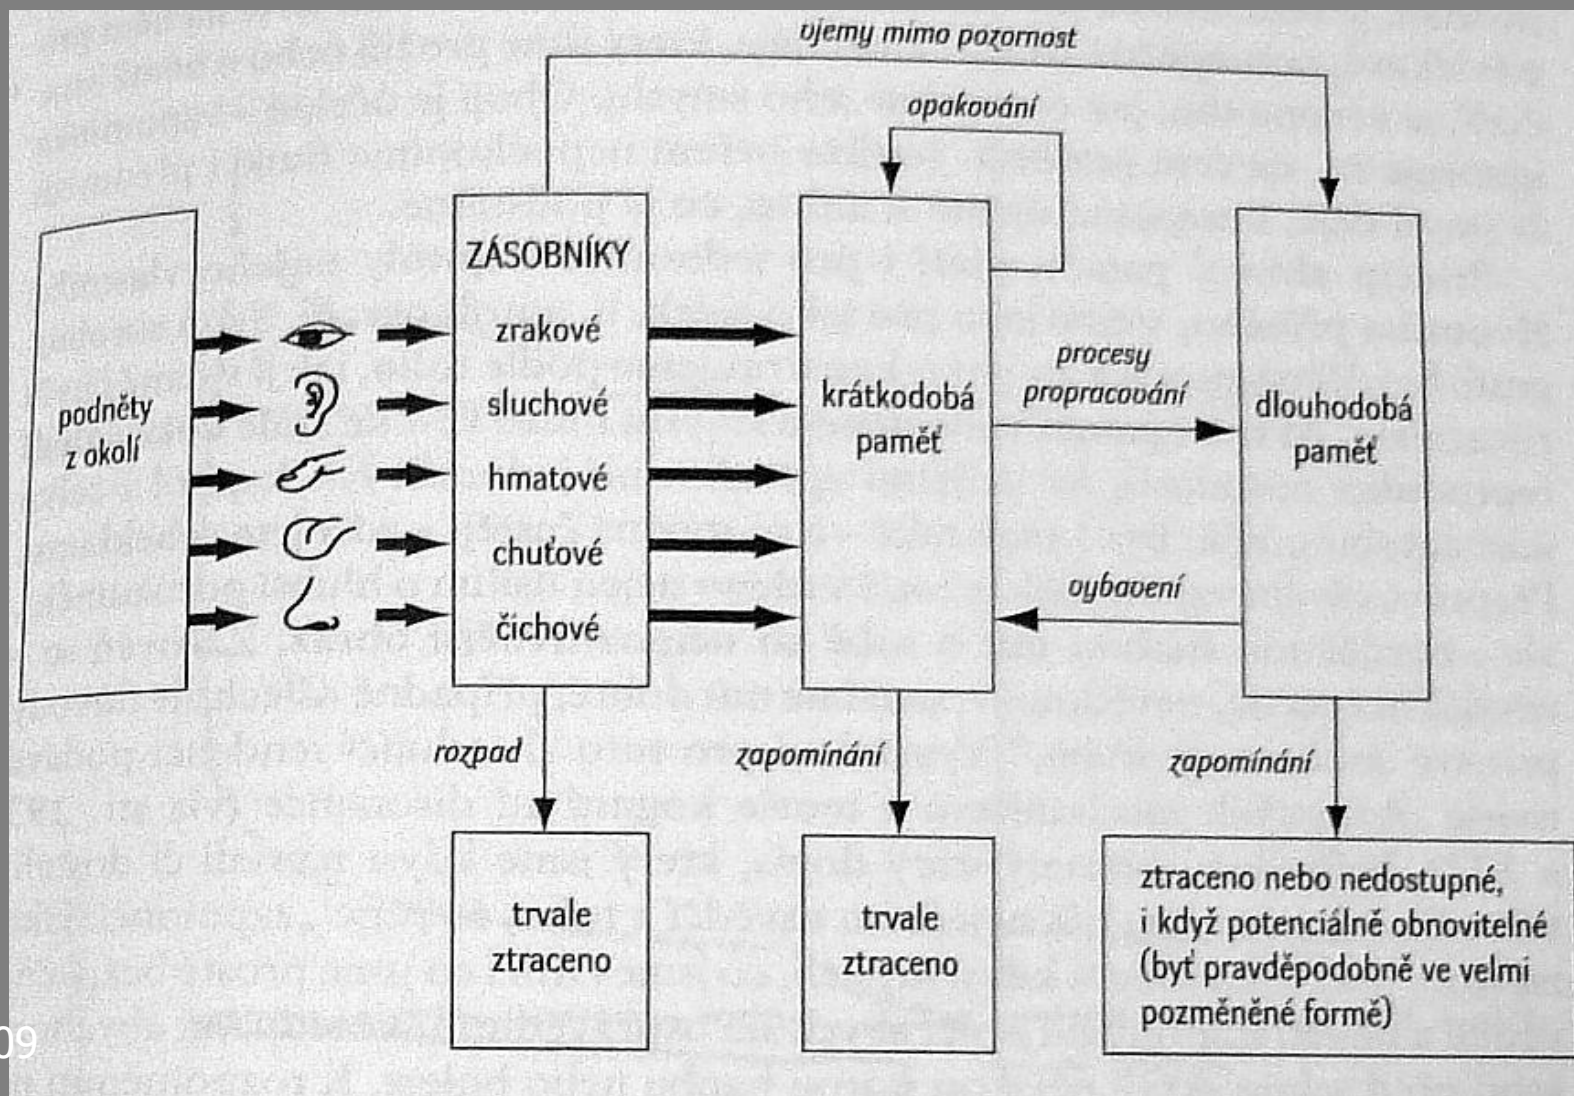 vjemy mimo pozornost
opakování
ZÁSOBNÍKY
zrakové
sluchové
hmatové
chuťové
čichové
podněty
z okolí
krátkodobá
paměť
procesy
propracování
dlouhodobá
paměť
vybavení
rozpad
zapomínání
zapomínání
trvale
ztraceno
trvale
ztraceno
ztraceno nebo nedostupné,
i když potenciálně obnovitelné
(byť pravděpodobně ve velmi
pozměněné formě)
09